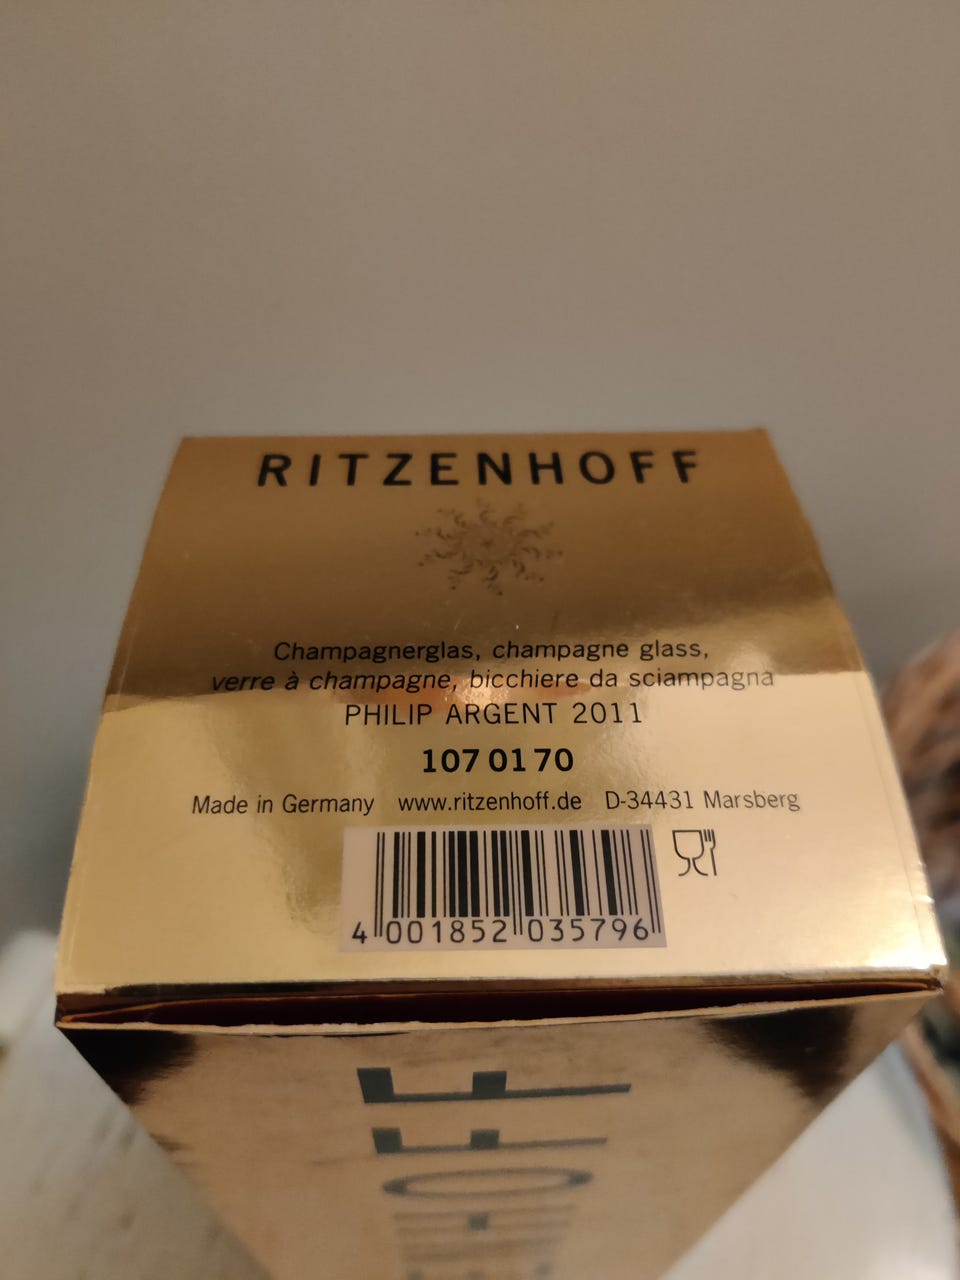 RITZENHOFF
Champagnerglas, champagne glass,
verre à champagne, bicchiere da sciampagna
PHILIP ARGENT 2011
107 01 70
Made in Germany www.ritzenhoff.de D-34431 Marsberg
4 001852 035796